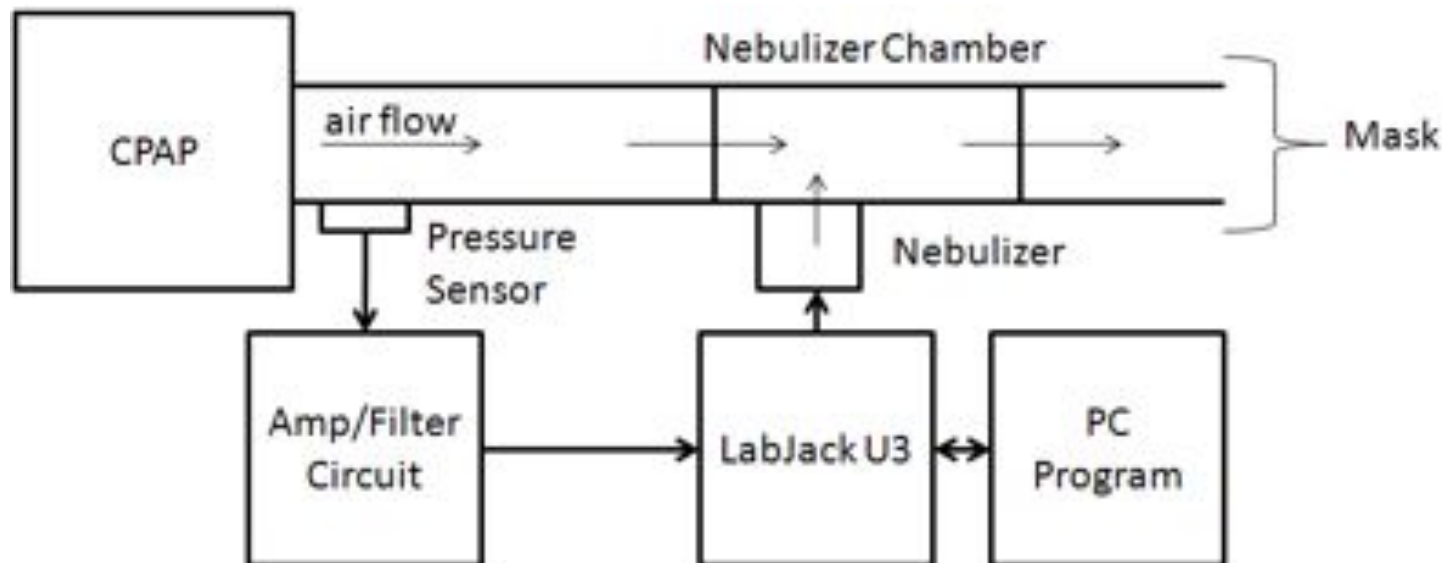 Nebulizer Chamber
CPAP
air flow
Mask
Pressure
Sensor
Nebulizer
Amp/Filter
Circuit
LabJack U3
PC
Program